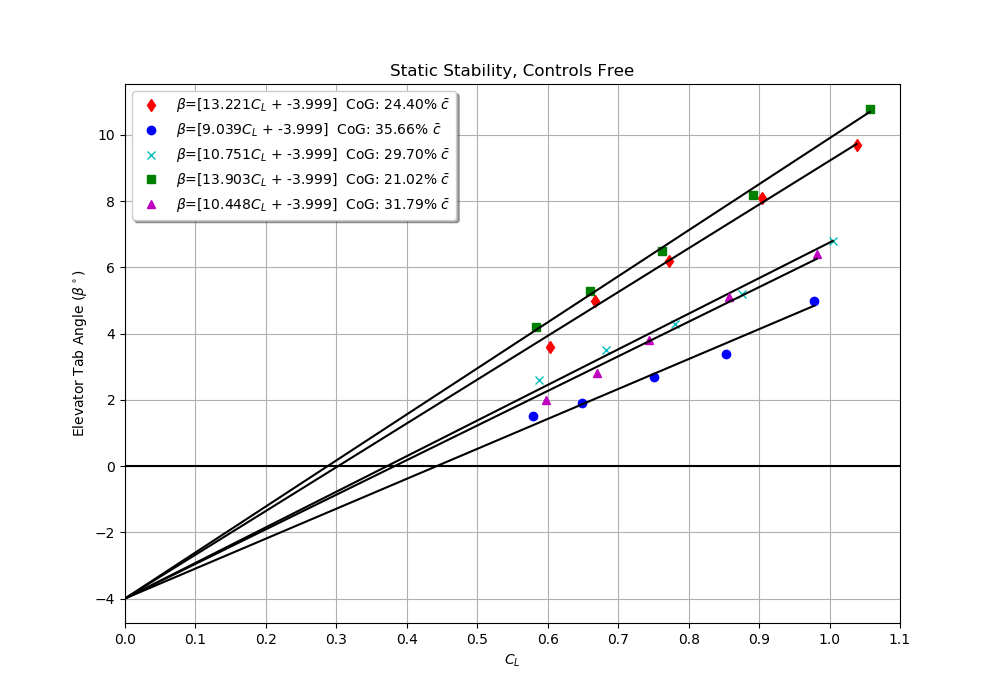 Static Stability, Controls Free
β=[13.221C_L + -3.999]  CoG: 24.40% c̄
β=[9.039C_L + -3.999]  CoG: 35.66% c̄
β=[10.751C_L + -3.999]  CoG: 29.70% c̄
β=[13.903C_L + -3.999]  CoG: 21.02% c̄
β=[10.448C_L + -3.999]  CoG: 31.79% c̄
Elevator Tab Angle (β°)
10
8
6
4
2
0
−2
−4
0.0 0.1 0.2 0.3 0.4 0.5 0.6 0.7 0.8 0.9 1.0 1.1
C_L